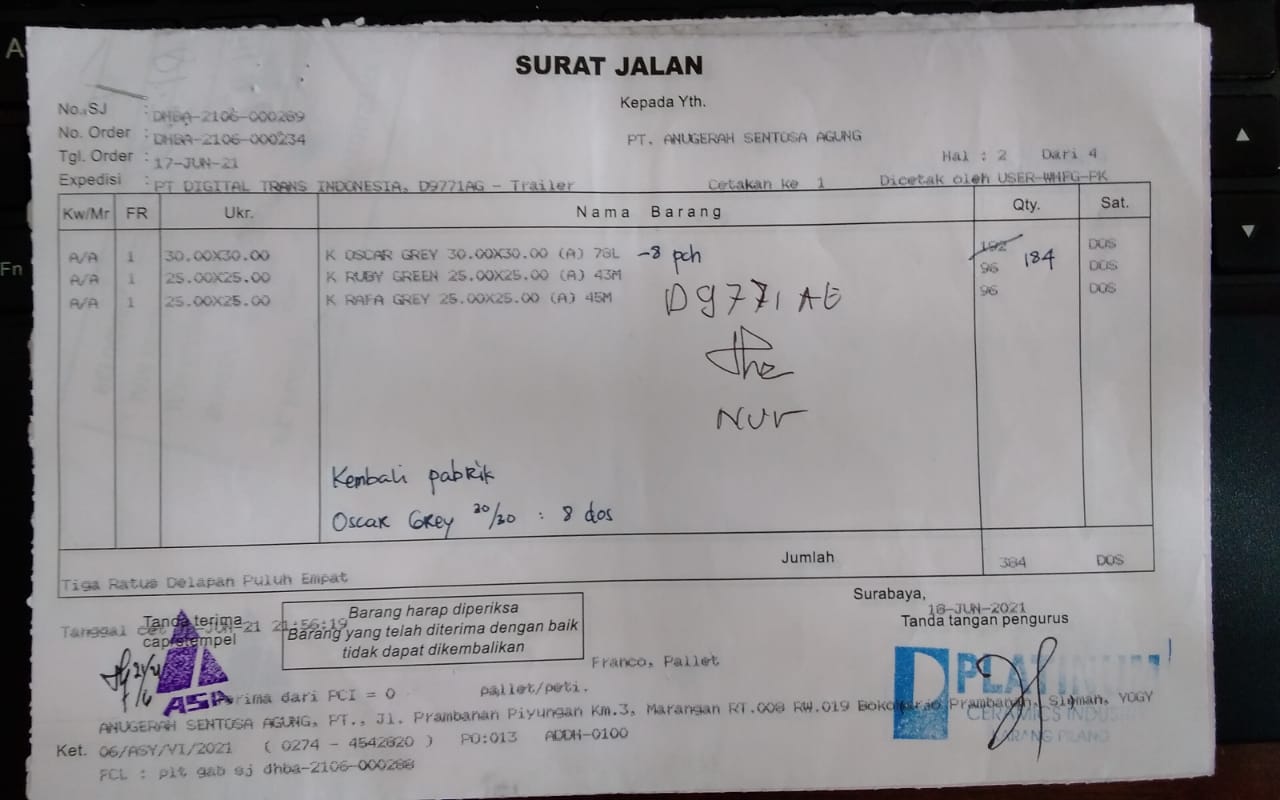 SURAT JALAN
Kepada Yth.
No. SJ : DHBA-2106-000289
No. Order : DHBA-2106-000234
PT. ANUGERAH SENTOSA AGUNG
Tgl. Order : 17-JUN-21
Hal : 2 Dari 4
Expedisi : PT DIGITAL TRANS INDONESIA, D9771AG - Trailer Cetakan ke 1 Dicetak oleh USER-WHFG-PK
Kw/Mr FR Ukr. Nama Barang Qty. Sat.
A/A 1 30.00X30.00 K OSCAR GREY 30.00X30.00 (A) 78L -8 pch 192 184 DOS
A/A 1 25.00X25.00 K RUBY GREEN 25.00X25.00 (A) 43M 96 DOS
A/A 1 25.00X25.00 K RAFA GREY 25.00X25.00 (A) 45M 96 DOS
D9771 AE
NUr
Kembali pabrik
Oscar Grey 30/30 : 8 dos
Jumlah 384 DOS
Tiga Ratus Delapan Puluh Empat
Surabaya,
18-JUN-2021
Tanda terima
cap/stempel
Tanggal 21:56:19
Barang harap diperiksa
Barang yang telah diterima dengan baik
tidak dapat dikembalikan
Tanda tangan pengurus
Franco, Pallet
PLATINUM
CERAMICS INDUSTRY
KARANG PILANG
ASA
dari PCI = 0 pallet/peti.
ANUGERAH SENTOSA AGUNG, PT., Jl. Prambanan Piyungan Km.3, Marangan RT.008 RW.019 Bokoharjo Prambanan, Sleman, YOGY
Ket. 06/ASY/VI/2021 ( 0274 - 4542820 ) PO:013 ADDH-0100
FCL : plt gab sj dhba-2106-000288